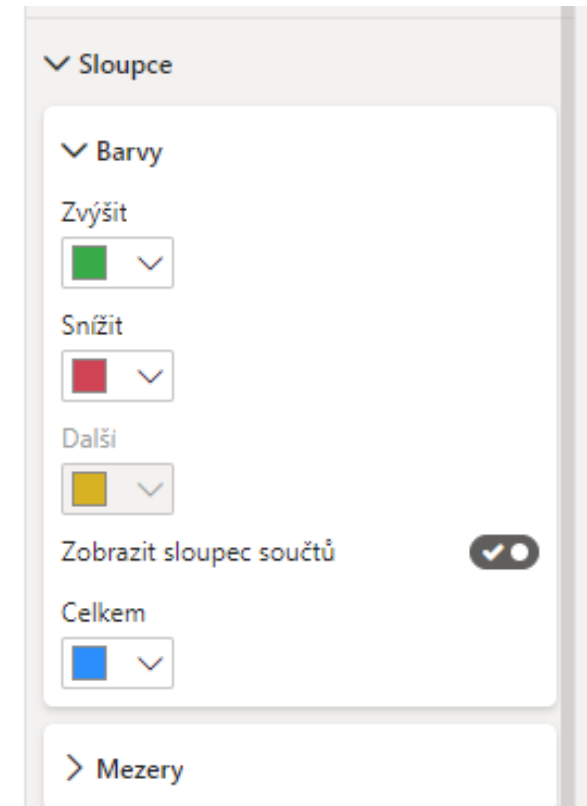 Sloupce
Barvy
Zvýšit
Snížit
Další
Zobrazit sloupec součtů
Celkem
Mezery